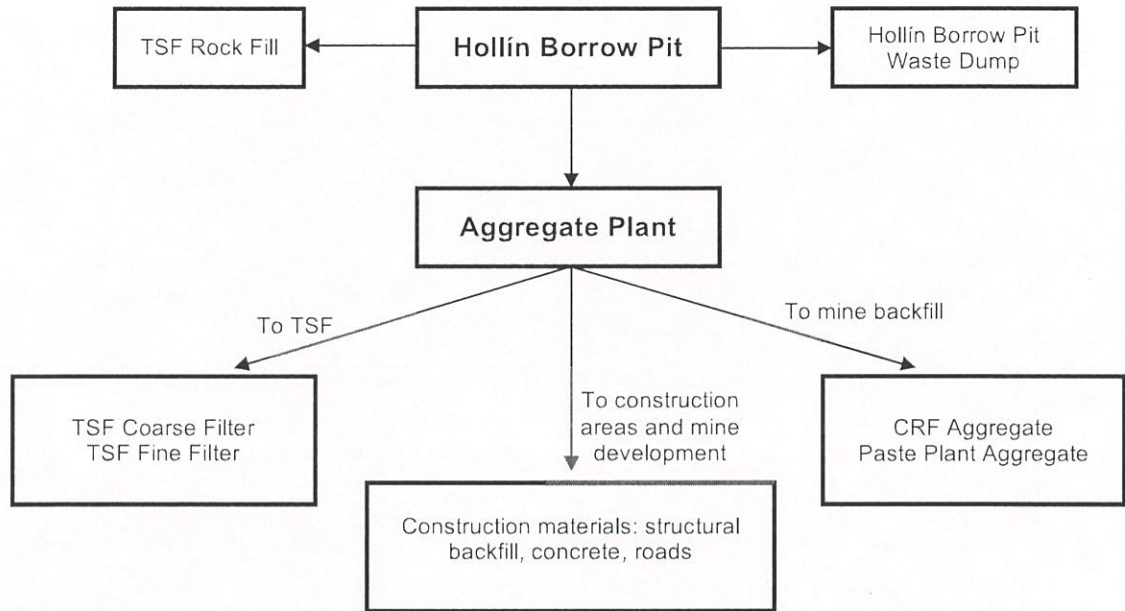 TSF Rock Fill
Hollín Borrow Pit
Hollín Borrow Pit
Waste Dump
Aggregate Plant
To TSF
To mine backfill
To construction
areas and mine
development
TSF Coarse Filter
TSF Fine Filter
CRF Aggregate
Paste Plant Aggregate
Construction materials: structural
backfill, concrete, roads